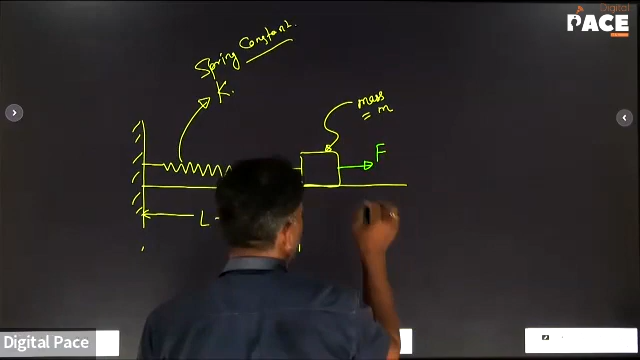 Digital
PACE
Spring Constant.
K.
mass
= m
F
L
Digital Pace